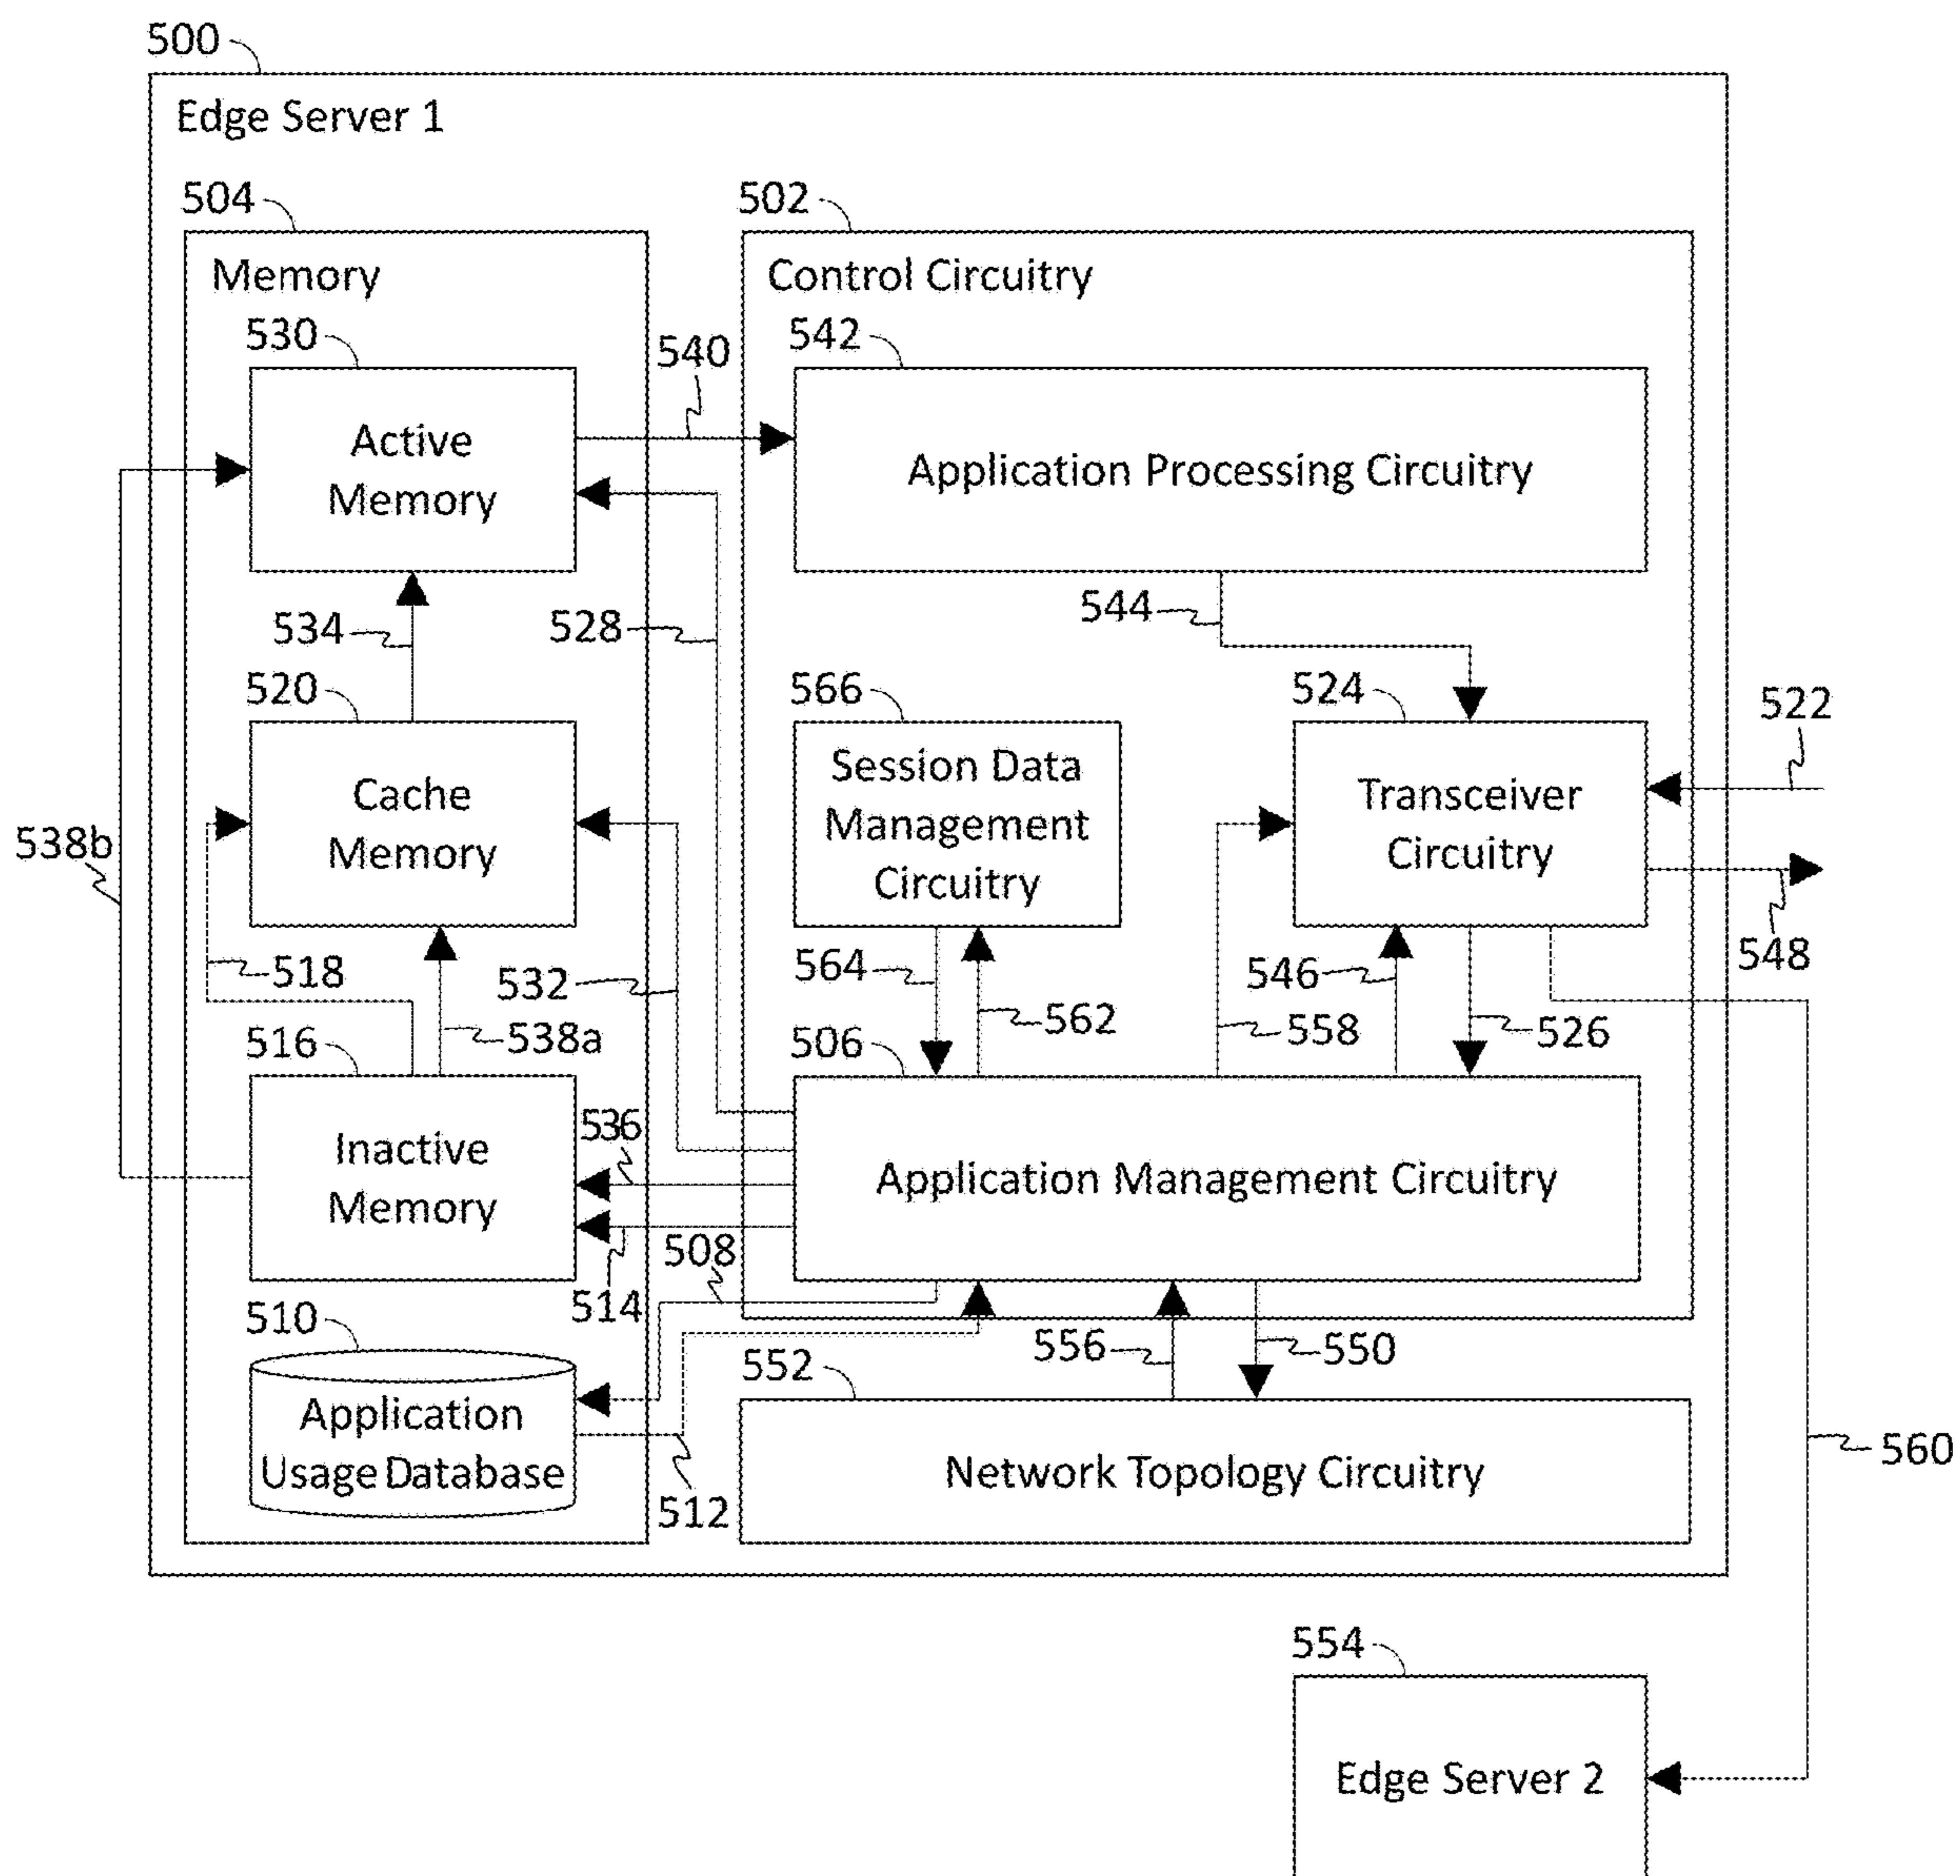 500
Edge Server 1
504
502
Memory
Control Circuitry
530
540
542
Active
Memory
Application Processing Circuitry
534
528
544
520
566
524
522
Cache
Memory
Session Data
Management
Circuitry
Transceiver
Circuitry
538b
518
532
564
546
548
516
538a
506
562
558
526
536
Inactive
Memory
Application Management Circuitry
514
508
510
552
556
550
Application
Usage Database
Network Topology Circuitry
512
560
554
Edge Server 2